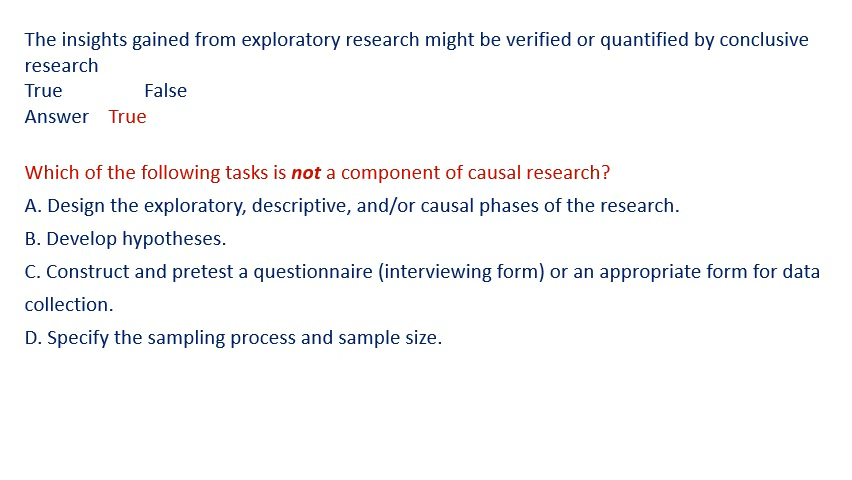 The insights gained from exploratory research might be verified or quantified by conclusive
research
True False
Answer True
Which of the following tasks is not a component of causal research?
A. Design the exploratory, descriptive, and/or causal phases of the research.
B. Develop hypotheses.
C. Construct and pretest a questionnaire (interviewing form) or an appropriate form for data
collection.
D. Specify the sampling process and sample size.